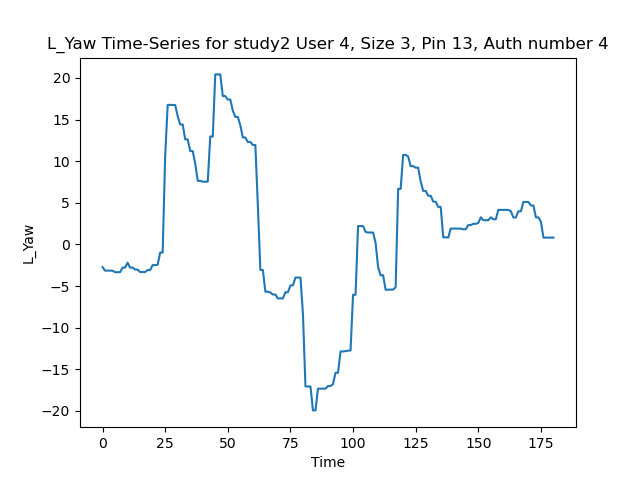 L_Yaw Time-Series for study2 User 4, Size 3, Pin 13, Auth number 4
20
15
10
5
0
−5
−10
−15
−20
L_Yaw
0 25 50 75 100 125 150 175
Time